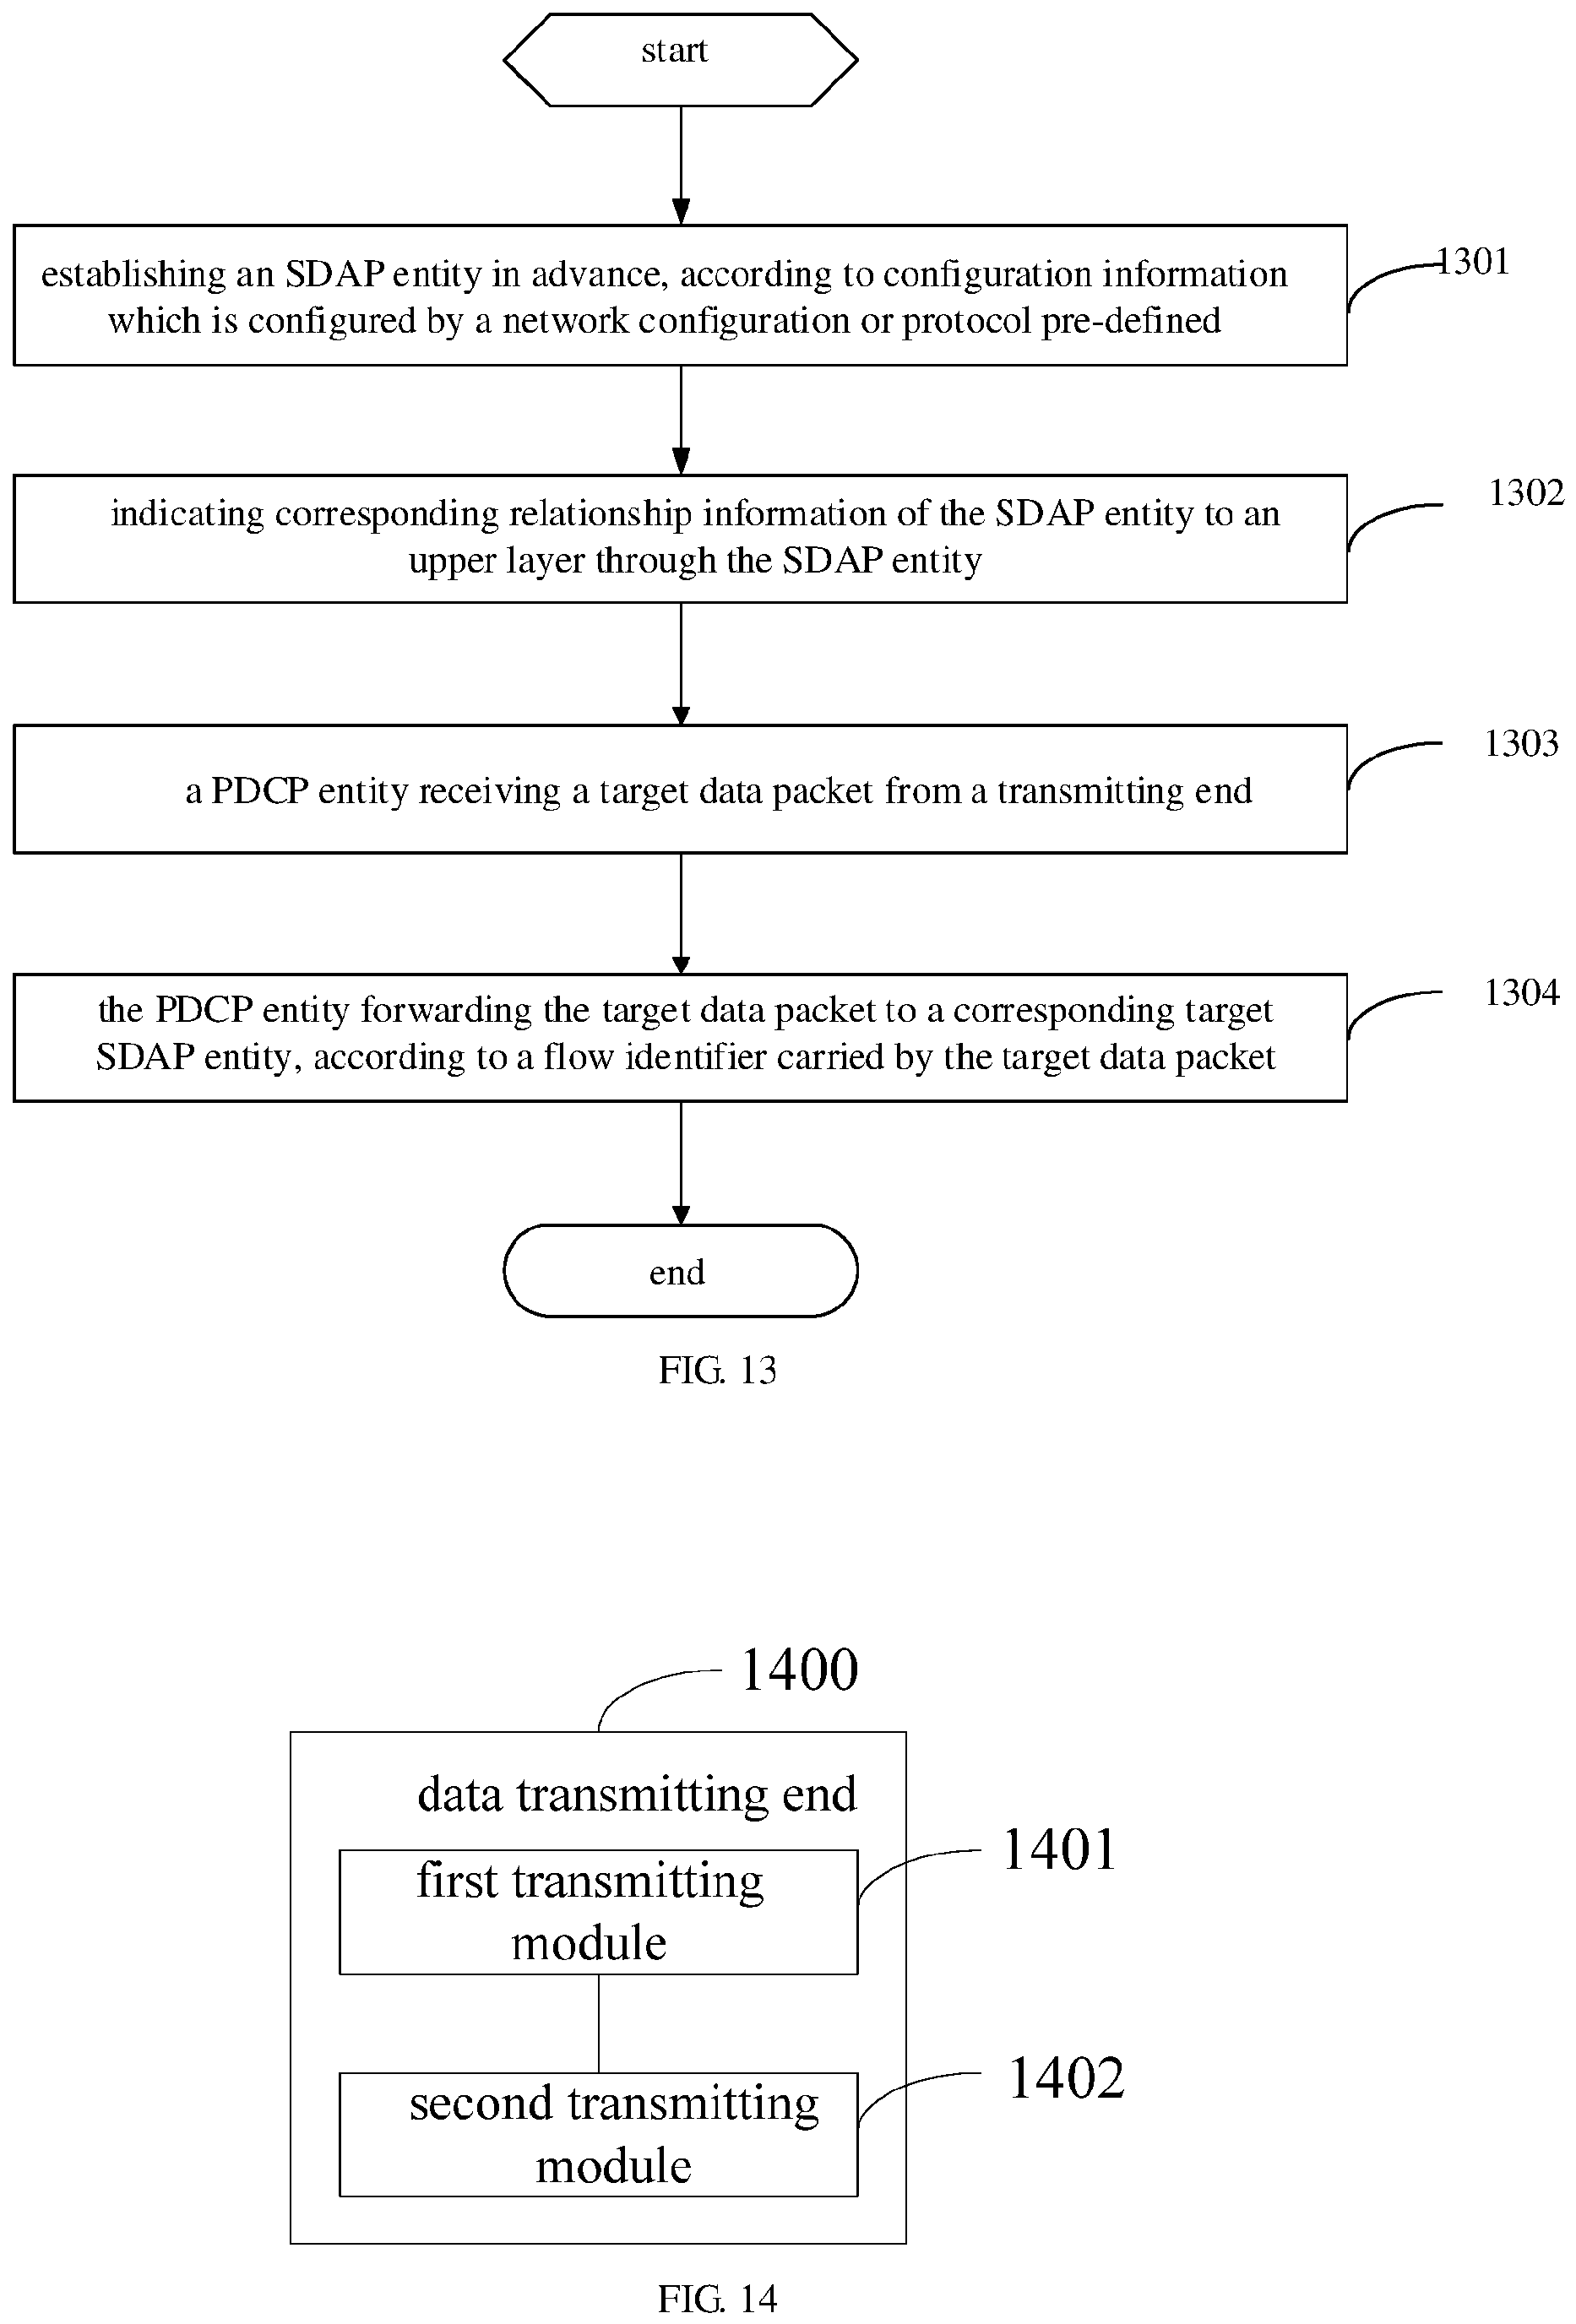 start
establishing an SDAP entity in advance, according to configuration information
which is configured by a network configuration or protocol pre-defined
1301
indicating corresponding relationship information of the SDAP entity to an
upper layer through the SDAP entity
1302
a PDCP entity receiving a target data packet from a transmitting end
1303
the PDCP entity forwarding the target data packet to a corresponding target
SDAP entity, according to a flow identifier carried by the target data packet
1304
end
FIG. 13
1400
data transmitting end
first transmitting
module
1401
second transmitting
module
1402
FIG. 14